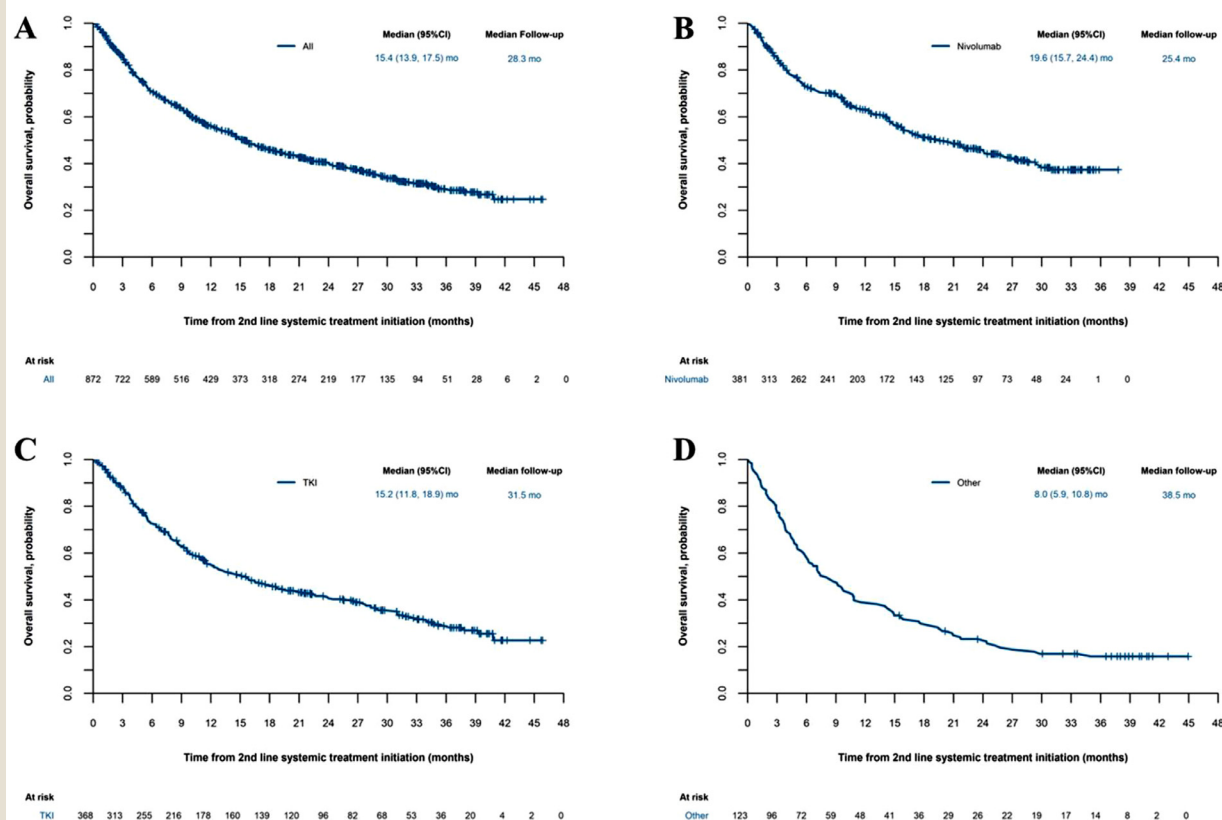 A
Median (95%CI) Median Follow-up
All 15.4 (13.9, 17.5) mo 28.3 mo
Overall survival, probability
1.0
0.8
0.6
0.4
0.2
0.0
0 3 6 9 12 15 18 21 24 27 30 33 36 39 42 45 48
Time from 2nd line systemic treatment initiation (months)
At risk
All 872 722 589 516 429 373 318 274 219 177 135 94 51 28 6 2 0
B
Median (95%CI) Median follow-up
Nivolumab 19.6 (15.7, 24.4) mo 25.4 mo
Overall survival, probability
1.0
0.8
0.6
0.4
0.2
0.0
0 3 6 9 12 15 18 21 24 27 30 33 36 39 42 45 48
Time from 2nd line systemic treatment initiation (months)
At risk
Nivolumab 381 313 262 241 203 172 143 125 97 73 48 24 1 0
C
Median (95%CI) Median follow-up
TKI 15.2 (11.8, 18.9) mo 31.5 mo
Overall survival, probability
1.0
0.8
0.6
0.4
0.2
0.0
0 3 6 9 12 15 18 21 24 27 30 33 36 39 42 45 48
Time from 2nd line systemic treatment initiation (months)
At risk
TKI 368 313 255 216 178 160 139 120 96 82 68 53 36 20 4 2 0
D
Median (95%CI) Median follow-up
Other 8.0 (5.9, 10.8) mo 38.5 mo
Overall survival, probability
1.0
0.8
0.6
0.4
0.2
0.0
0 3 6 9 12 15 18 21 24 27 30 33 36 39 42 45 48
Time from 2nd line systemic treatment initiation (months)
At risk
Other 123 96 72 59 48 41 36 29 26 22 19 17 14 8 2 0